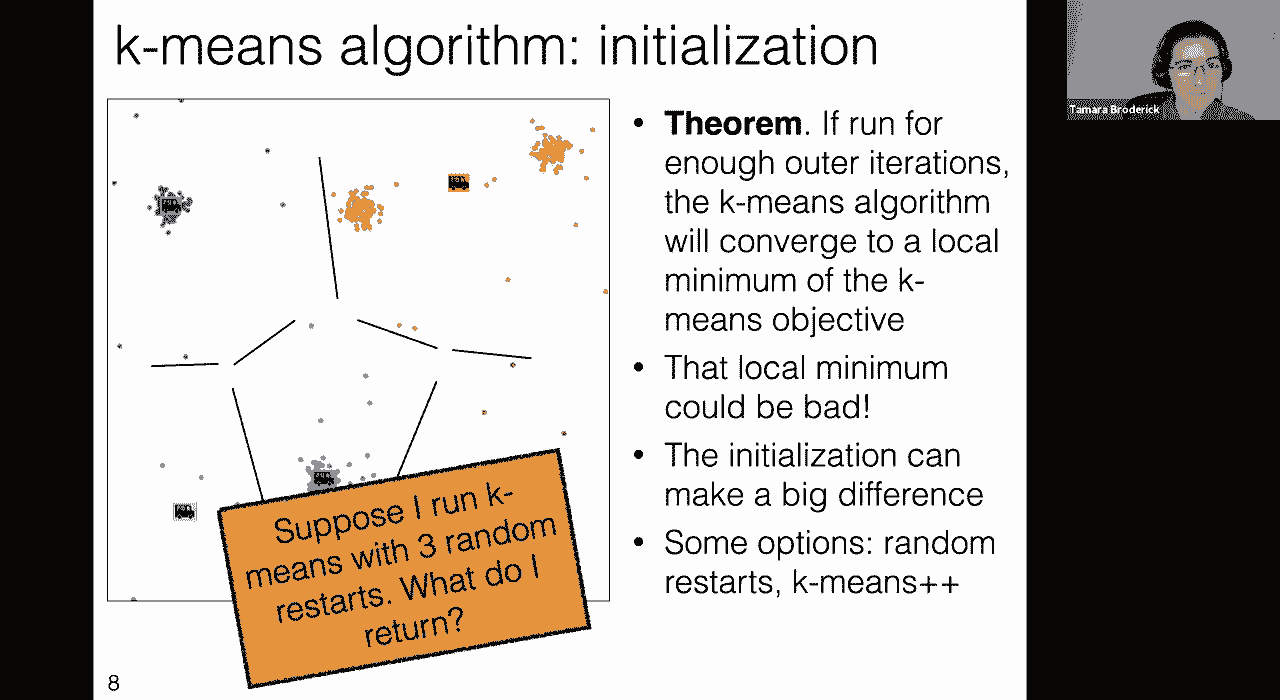 k-means algorithm: initialization
Tamara Broderick
• Theorem. If run for
enough outer iterations,
the k-means algorithm
will converge to a local
minimum of the k-
means objective
• That local minimum
could be bad!
• The initialization can
make a big difference
• Some options: random
restarts, k-means++
Suppose I run k-
means with 3 random
restarts. What do I
return?
8